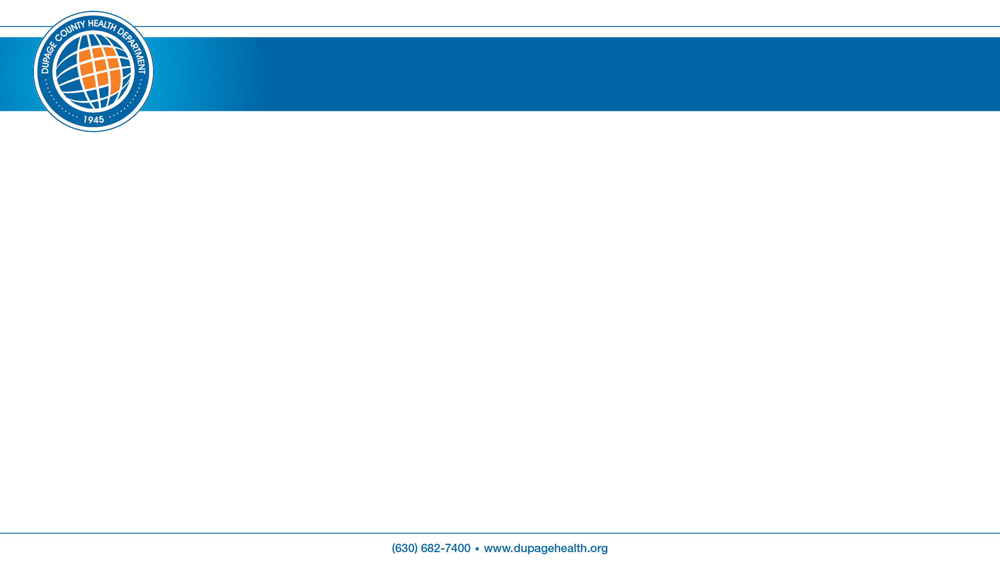 DUPAGE COUNTY HEALTH DEPARTMENT
1945
(630) 682-7400 • www.dupagehealth.org